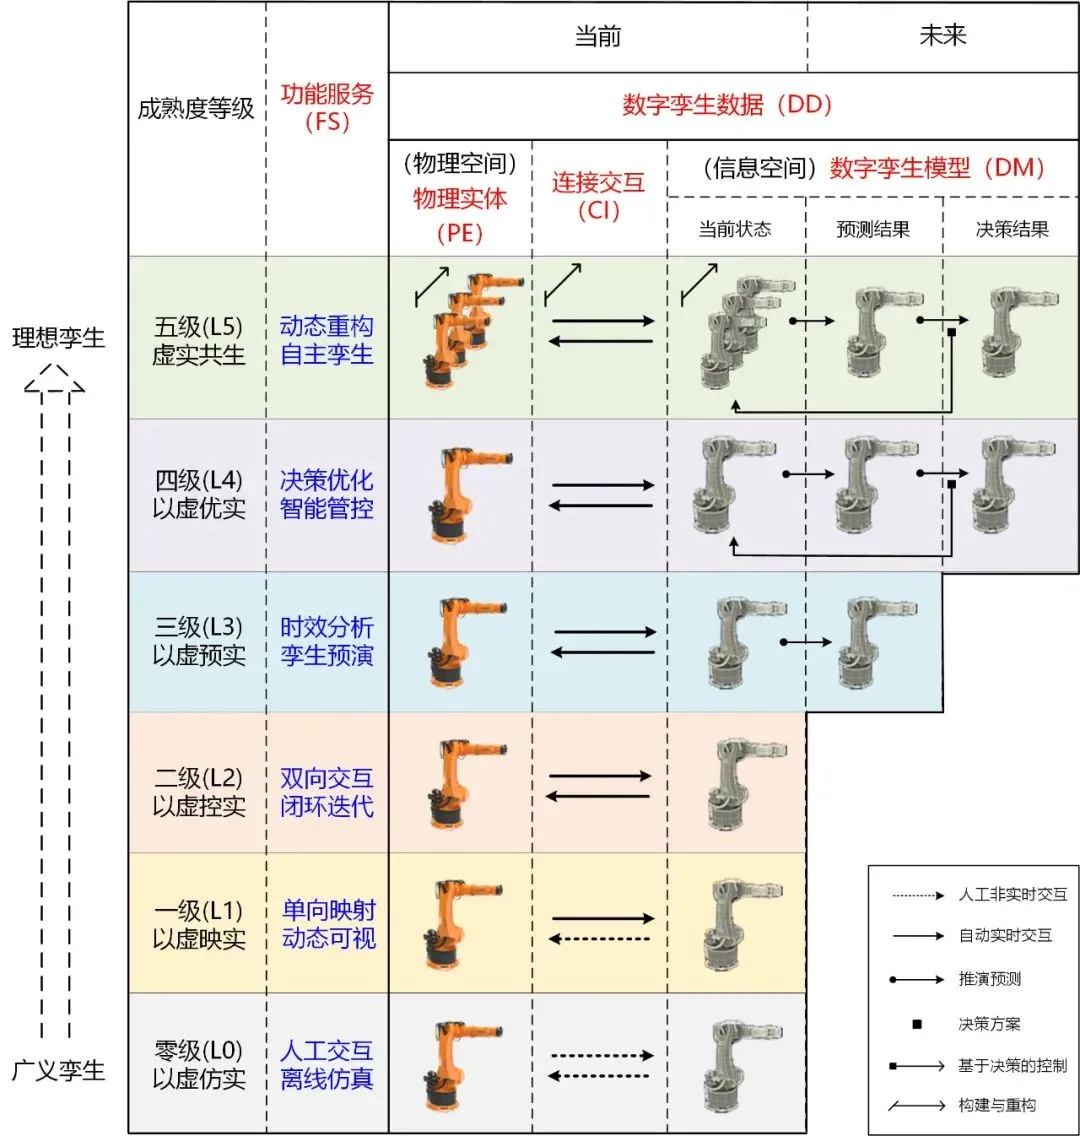 当前
未来
成熟度等级
功能服务
（FS）
数字孪生数据（DD）
（物理空间）
物理实体
（PE）
连接交互
（CI）
（信息空间）数字孪生模型（DM）
当前状态
预测结果
决策结果
理想孪生
五级(L5)
虚实共生
动态重构
自主孪生
四级(L4)
以虚优实
决策优化
智能管控
三级(L3)
以虚预实
时效分析
孪生预演
二级(L2)
以虚控实
双向交互
闭环迭代
一级(L1)
以虚映实
单向映射
动态可视
零级(L0)
以虚仿实
人工交互
离线仿真
广义孪生
人工非实时交互
自动实时交互
推演预测
决策方案
基于决策的控制
构建与重构